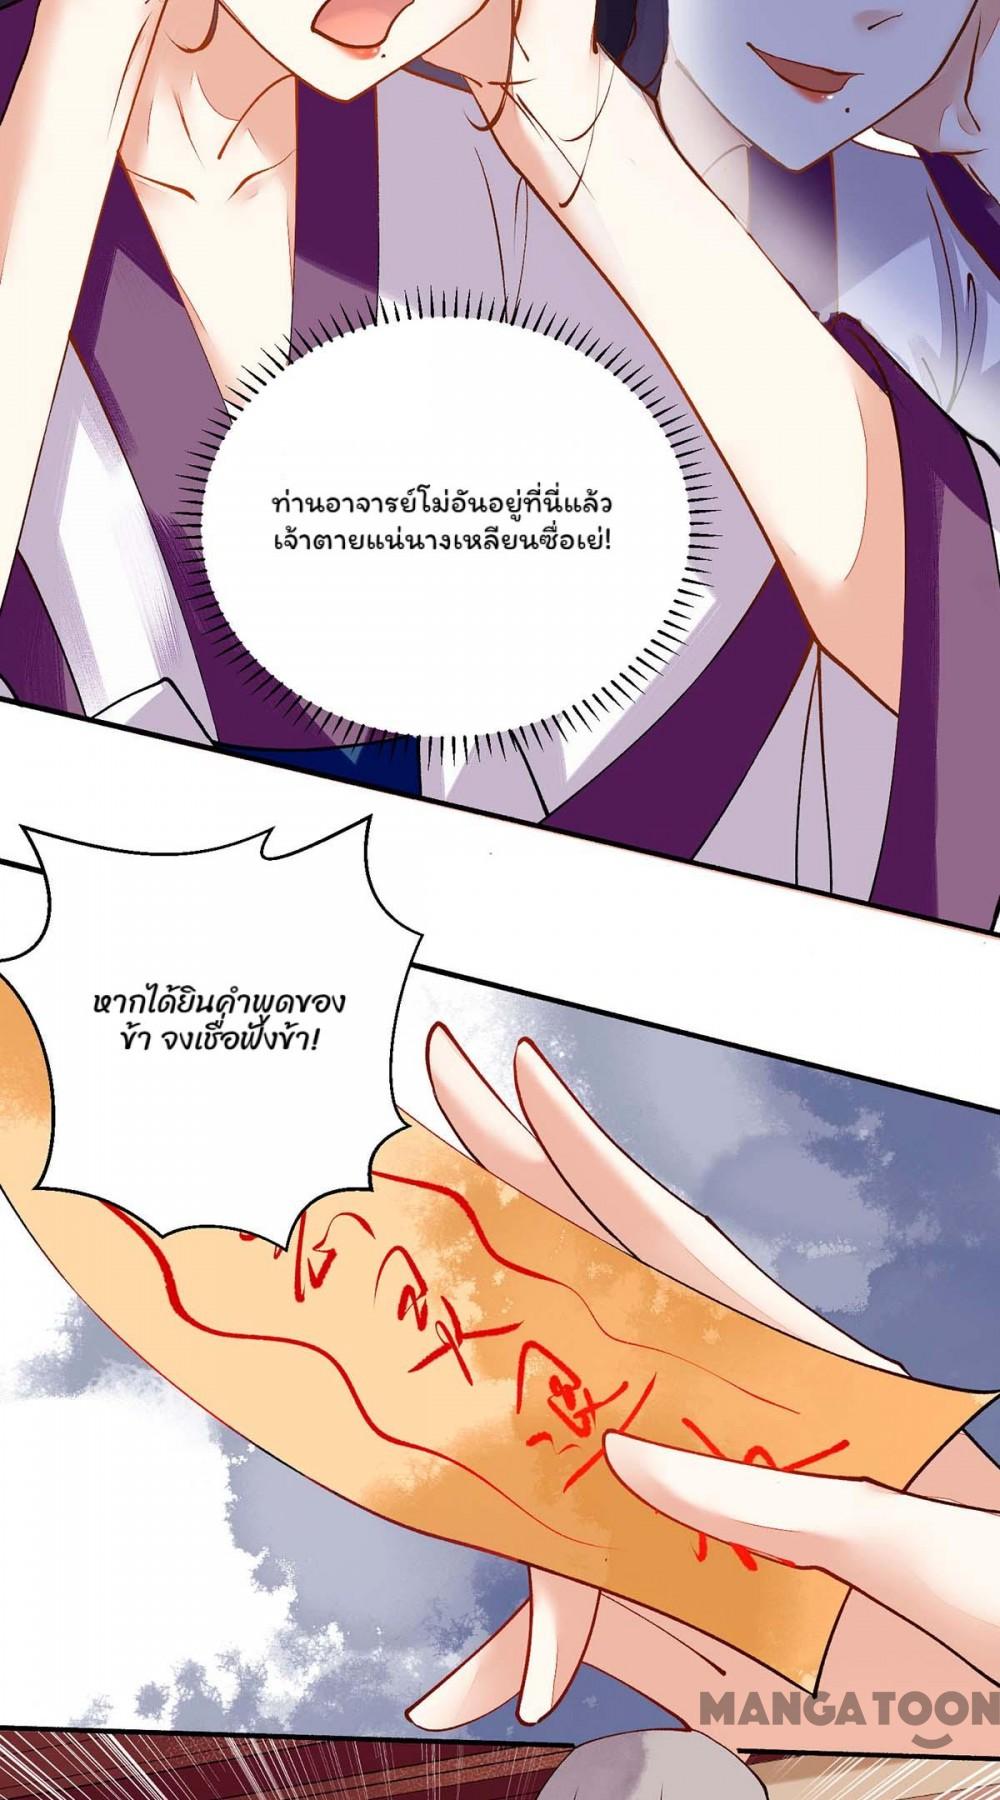 ท่านอาจารย์โม่อันอยู่ที่นี่แล้ว
เจ้าตายแน่นางเหลียนซื่อเย่!
หากได้ยินคำพูดของ
ข้า จงเชื่อฟังข้า!
MANGATOON